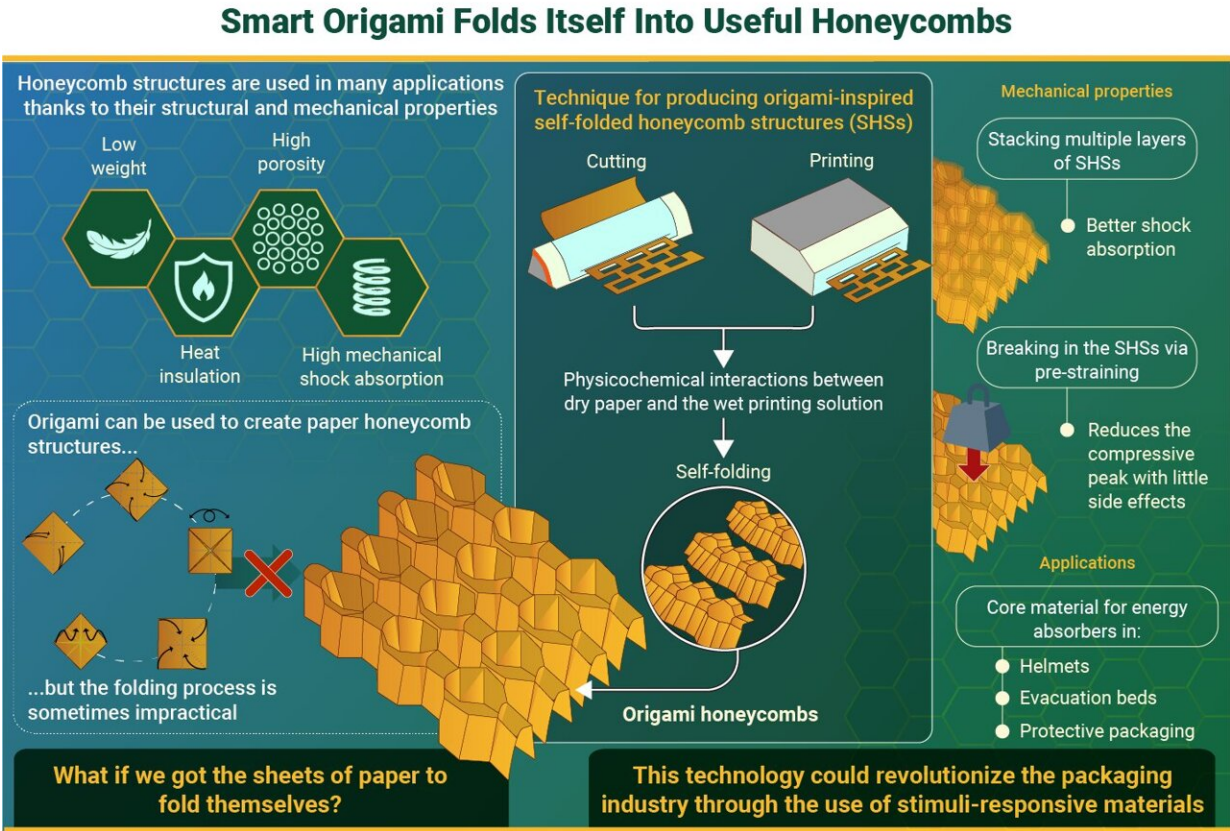 Smart Origami Folds Itself Into Useful Honeycombs
Honeycomb structures are used in many applications
thanks to their structural and mechanical properties
Low
weight
High
porosity
Heat
insulation
High mechanical
shock absorption
Origami can be used to create paper honeycomb
structures...
...but the folding process is
sometimes impractical
What if we got the sheets of paper to
fold themselves?
Technique for producing origami-inspired
self-folded honeycomb structures (SHSs)
Cutting
Printing
Physicochemical interactions between
dry paper and the wet printing solution
Self-folding
Origami honeycombs
Mechanical properties
Stacking multiple layers
of SHSs
Better shock
absorption
Breaking in the SHSs via
pre-straining
Reduces the
compressive
peak with little
side effects
Applications
Core material for energy
absorbers in:
Helmets
Evacuation beds
Protective packaging
This technology could revolutionize the packaging
industry through the use of stimuli-responsive materials